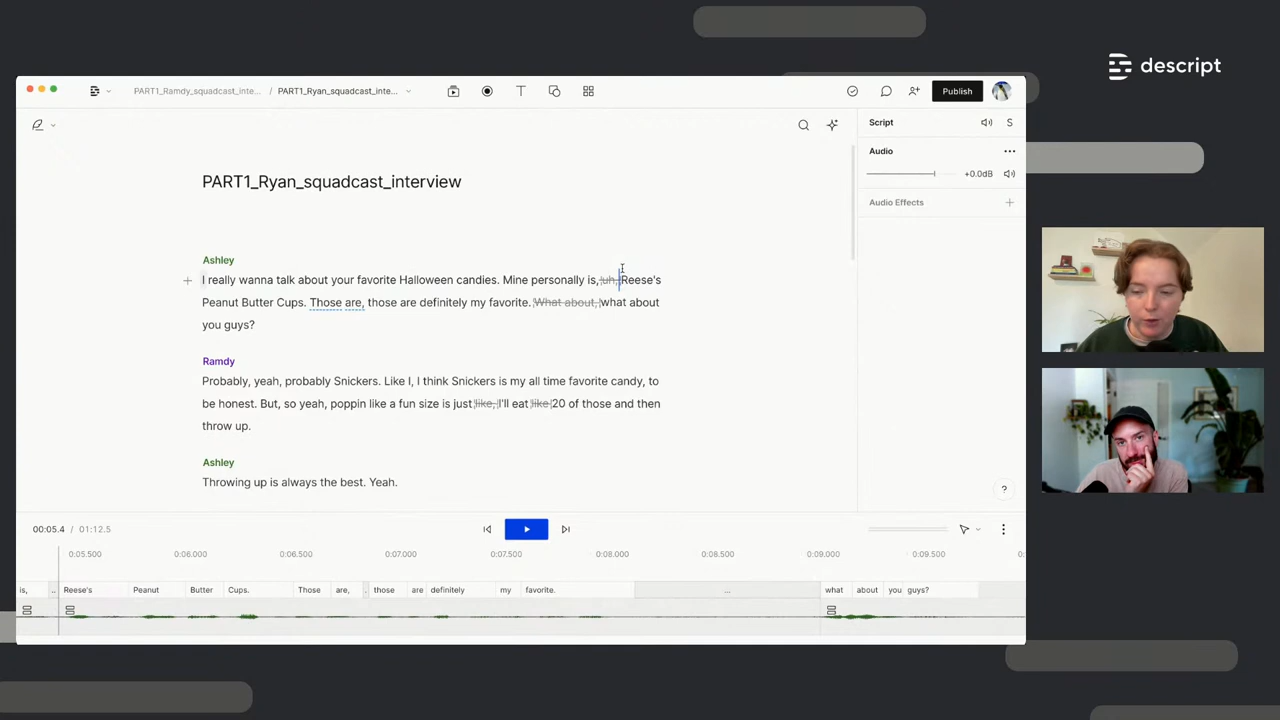 descript
PART1_Ramdy_squadcast_inte... / PART1_Ryan_squadcast_inte...
Publish
Script
S
Audio
+0.0dB
Audio Effects
PART1_Ryan_squadcast_interview
Ashley
I really wanna talk about your favorite Halloween candies. Mine personally is, uh, Reese's
Peanut Butter Cups. Those are, those are definitely my favorite. What about, what about
you guys?
Ramdy
Probably, yeah, probably Snickers. Like I, I think Snickers is my all time favorite candy, to
be honest. But, so yeah, poppin like a fun size is just like, I'll eat like 20 of those and then
throw up.
Ashley
Throwing up is always the best. Yeah.
?
00:05.4 / 01:12.5
0:05.500 0:06.000 0:06.500 0:07.000 0:07.500 0:08.000 0:08.500 0:09.000 0:09.500 0:
is, .. Reese's Peanut Butter Cups. Those are, . those are definitely my favorite. ... what about you guys?